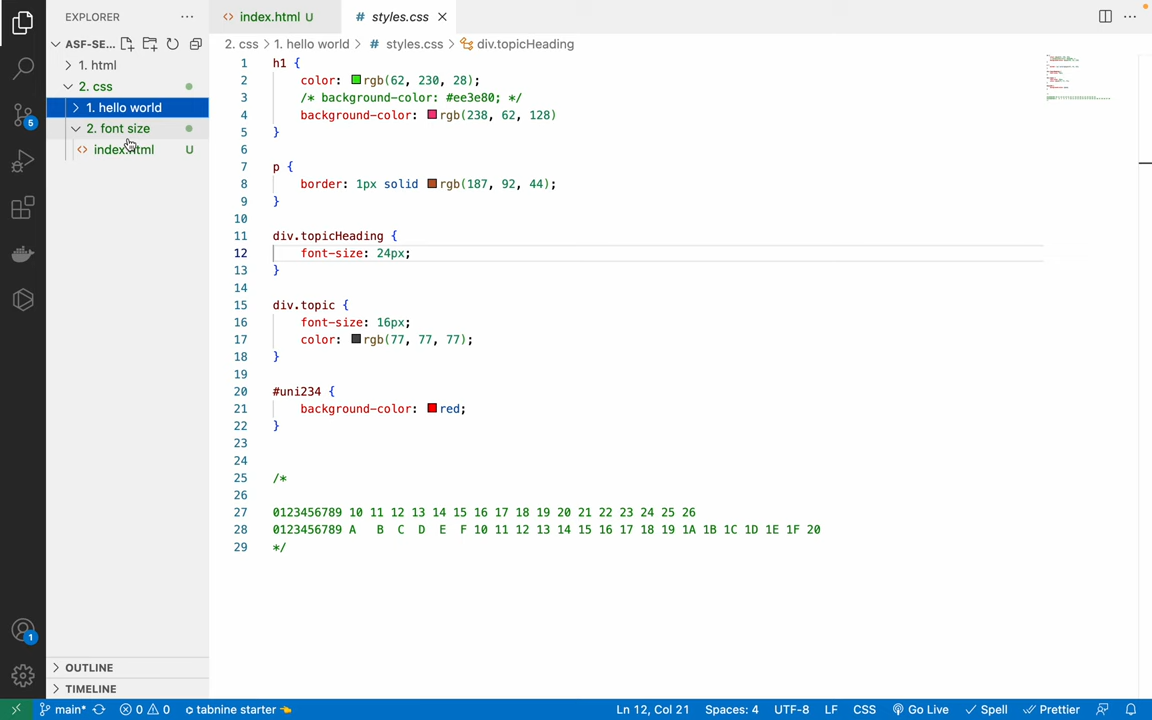 EXPLORER
index.html U
# styles.css
ASF-SE...
2. css > 1. hello world > # styles.css > div.topicHeading
1. html
2. css
1. hello world
2. font size
index.html U
1 h1 {
2 color: rgb(62, 230, 28);
3 /* background-color: #ee3e80; */
4 background-color: rgb(238, 62, 128)
5 }
6
7 p {
8 border: 1px solid rgb(187, 92, 44);
9 }
10
11 div.topicHeading {
12 font-size: 24px;
13 }
14
15 div.topic {
16 font-size: 16px;
17 color: rgb(77, 77, 77);
18 }
19
20 #uni234 {
21 background-color: red;
22 }
23
24
25 /*
26
27 0123456789 10 11 12 13 14 15 16 17 18 19 20 21 22 23 24 25 26
28 0123456789 A B C D E F 10 11 12 13 14 15 16 17 18 19 1A 1B 1C 1D 1E 1F 20
29 */
5
1
OUTLINE
TIMELINE
main* 0 0 tabnine starter Ln 12, Col 21 Spaces: 4 UTF-8 LF CSS Go Live Spell Prettier